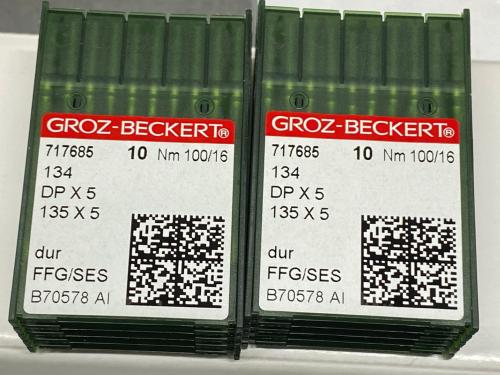 GROZ-BECKERT®
717685 10 Nm 100/16
134
DP X 5
135 X 5
dur
FFG/SES
B70578 AI
GROZ-BECKERT®
717685 10 Nm 100/16
134
DP X 5
135 X 5
dur
FFG/SES
B70578 AI